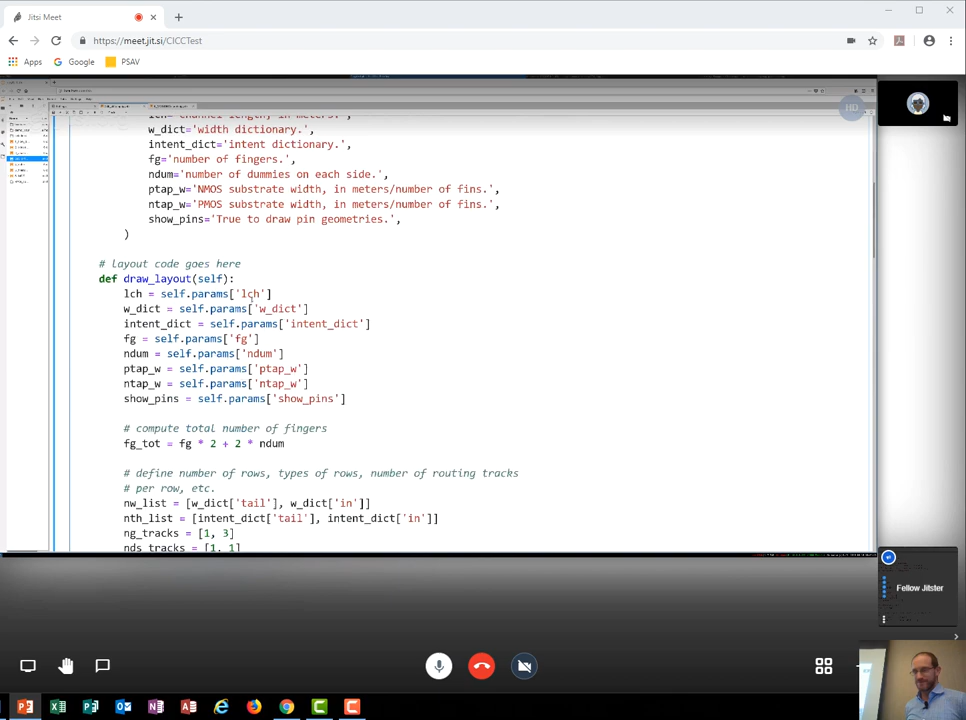 Jitsi Meet
https://meet.jit.si/CICCTest
Apps Google PSAV
HD
w_dict='width dictionary.',
intent_dict='intent dictionary.',
fg='number of fingers.',
ndum='number of dummies on each side.',
ptap_w='NMOS substrate width, in meters/number of fins.',
ntap_w='PMOS substrate width, in meters/number of fins.',
show_pins='True to draw pin geometries.',
)
# layout code goes here
def draw_layout(self):
lch = self.params['lch']
w_dict = self.params['w_dict']
intent_dict = self.params['intent_dict']
fg = self.params['fg']
ndum = self.params['ndum']
ptap_w = self.params['ptap_w']
ntap_w = self.params['ntap_w']
show_pins = self.params['show_pins']
# compute total number of fingers
fg_tot = fg * 2 + 2 * ndum
# define number of rows, types of rows, number of routing tracks
# per row, etc.
nw_list = [w_dict['tail'], w_dict['in']]
nth_list = [intent_dict['tail'], intent_dict['in']]
ng_tracks = [1, 3]
nds_tracks = [1, 1]
Fellow Jitster